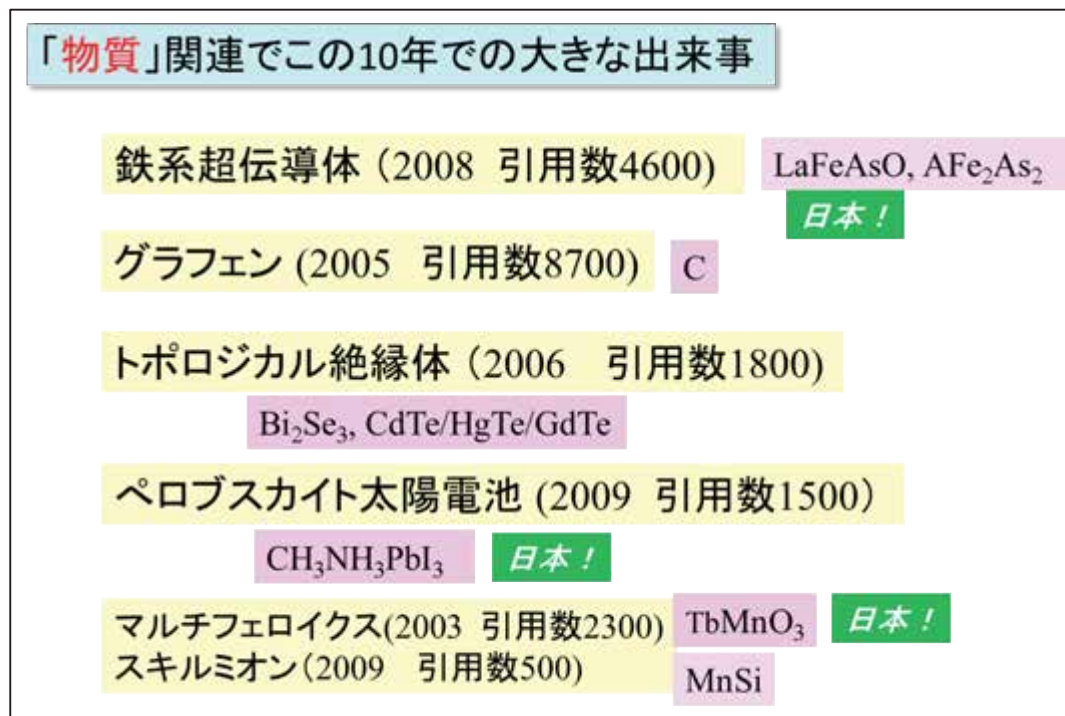 「物質」関連でこの10年での大きな出来事
鉄系超伝導体（2008 引用数4600) LaFeAsO, AFe₂As₂
日本！
グラフェン (2005 引用数8700) C
トポロジカル絶縁体（2006 引用数1800)
Bi₂Se₃, CdTe/HgTe/GdTe
ペロブスカイト太陽電池 (2009 引用数1500）
CH₃NH₃PbI₃ 日本！
マルチフェロイクス(2003 引用数2300) TbMnO₃ 日本！
スキルミオン（2009 引用数500) MnSi